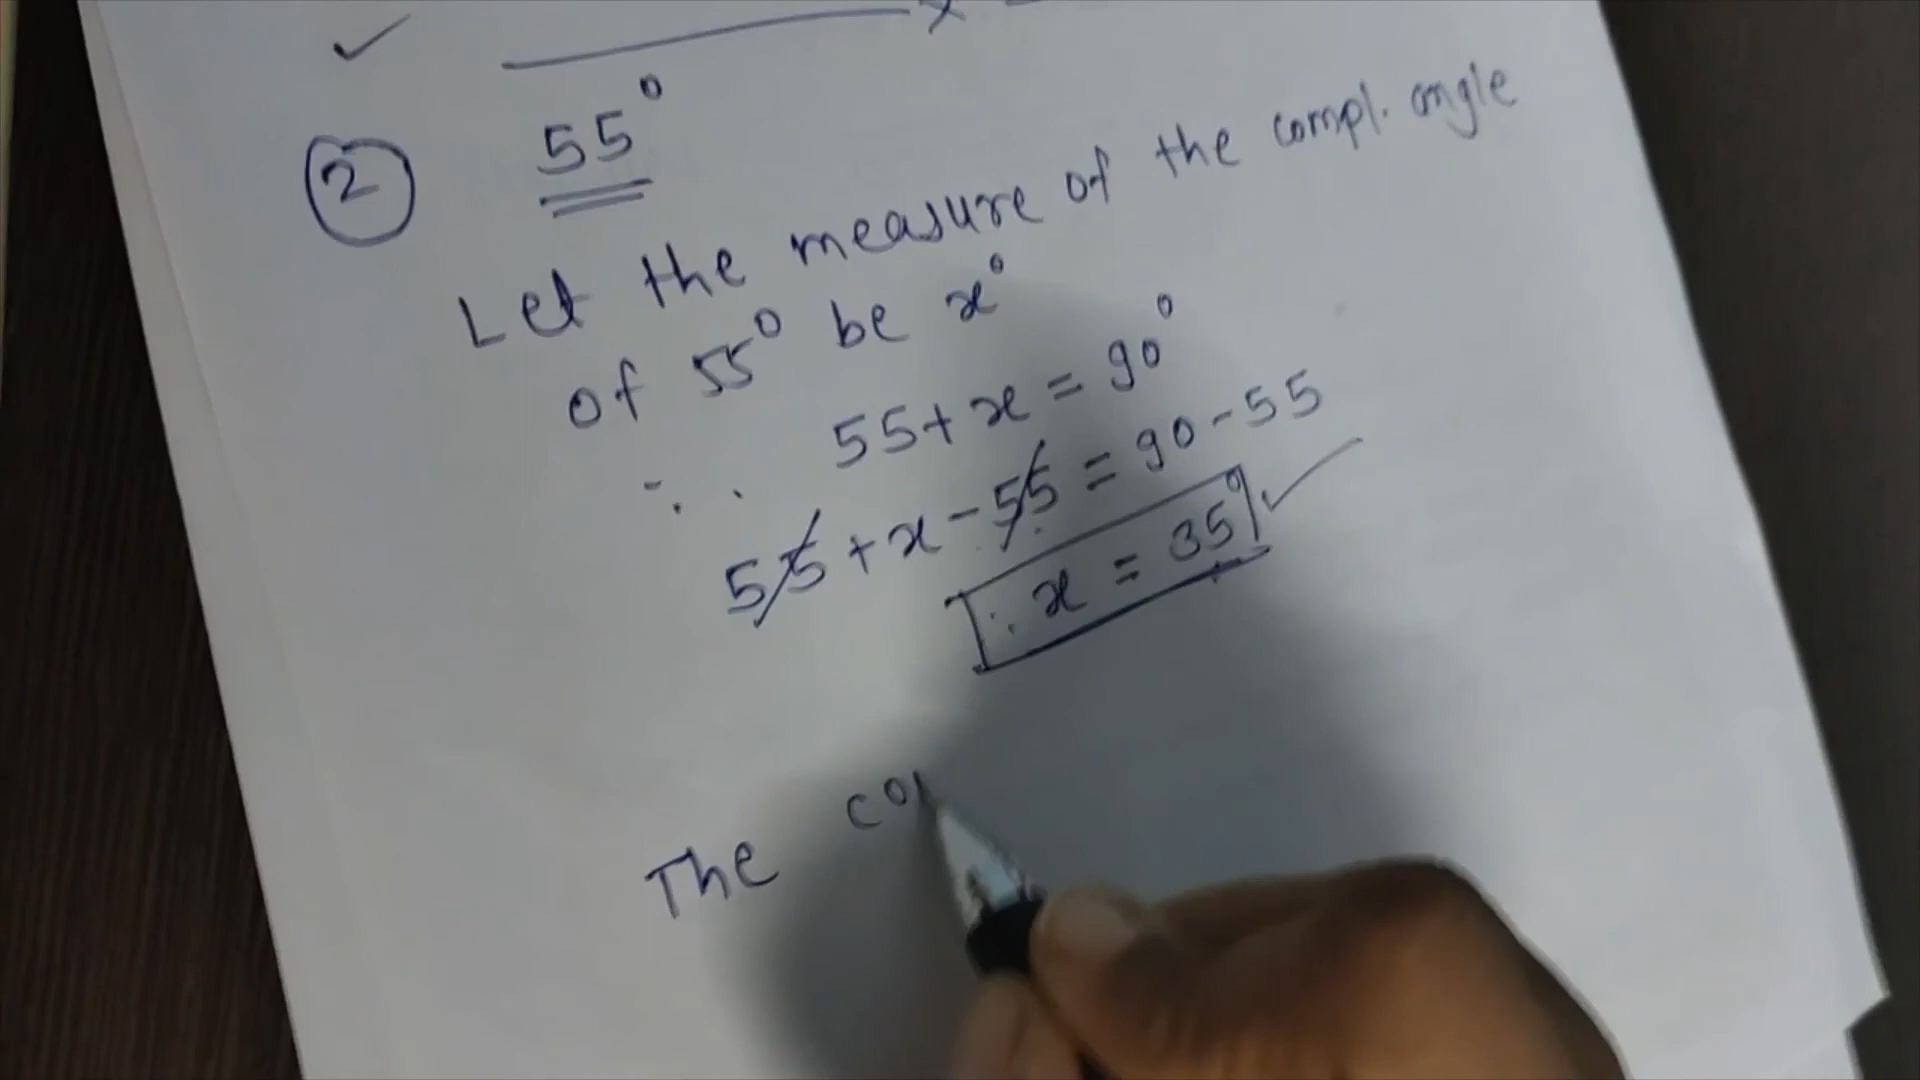 ② 55°
Let the measure of the compl. angle
of 55° be x°
∴ 55+x = 90°
55+x-55 = 90-55
∴ x = 35°
The co